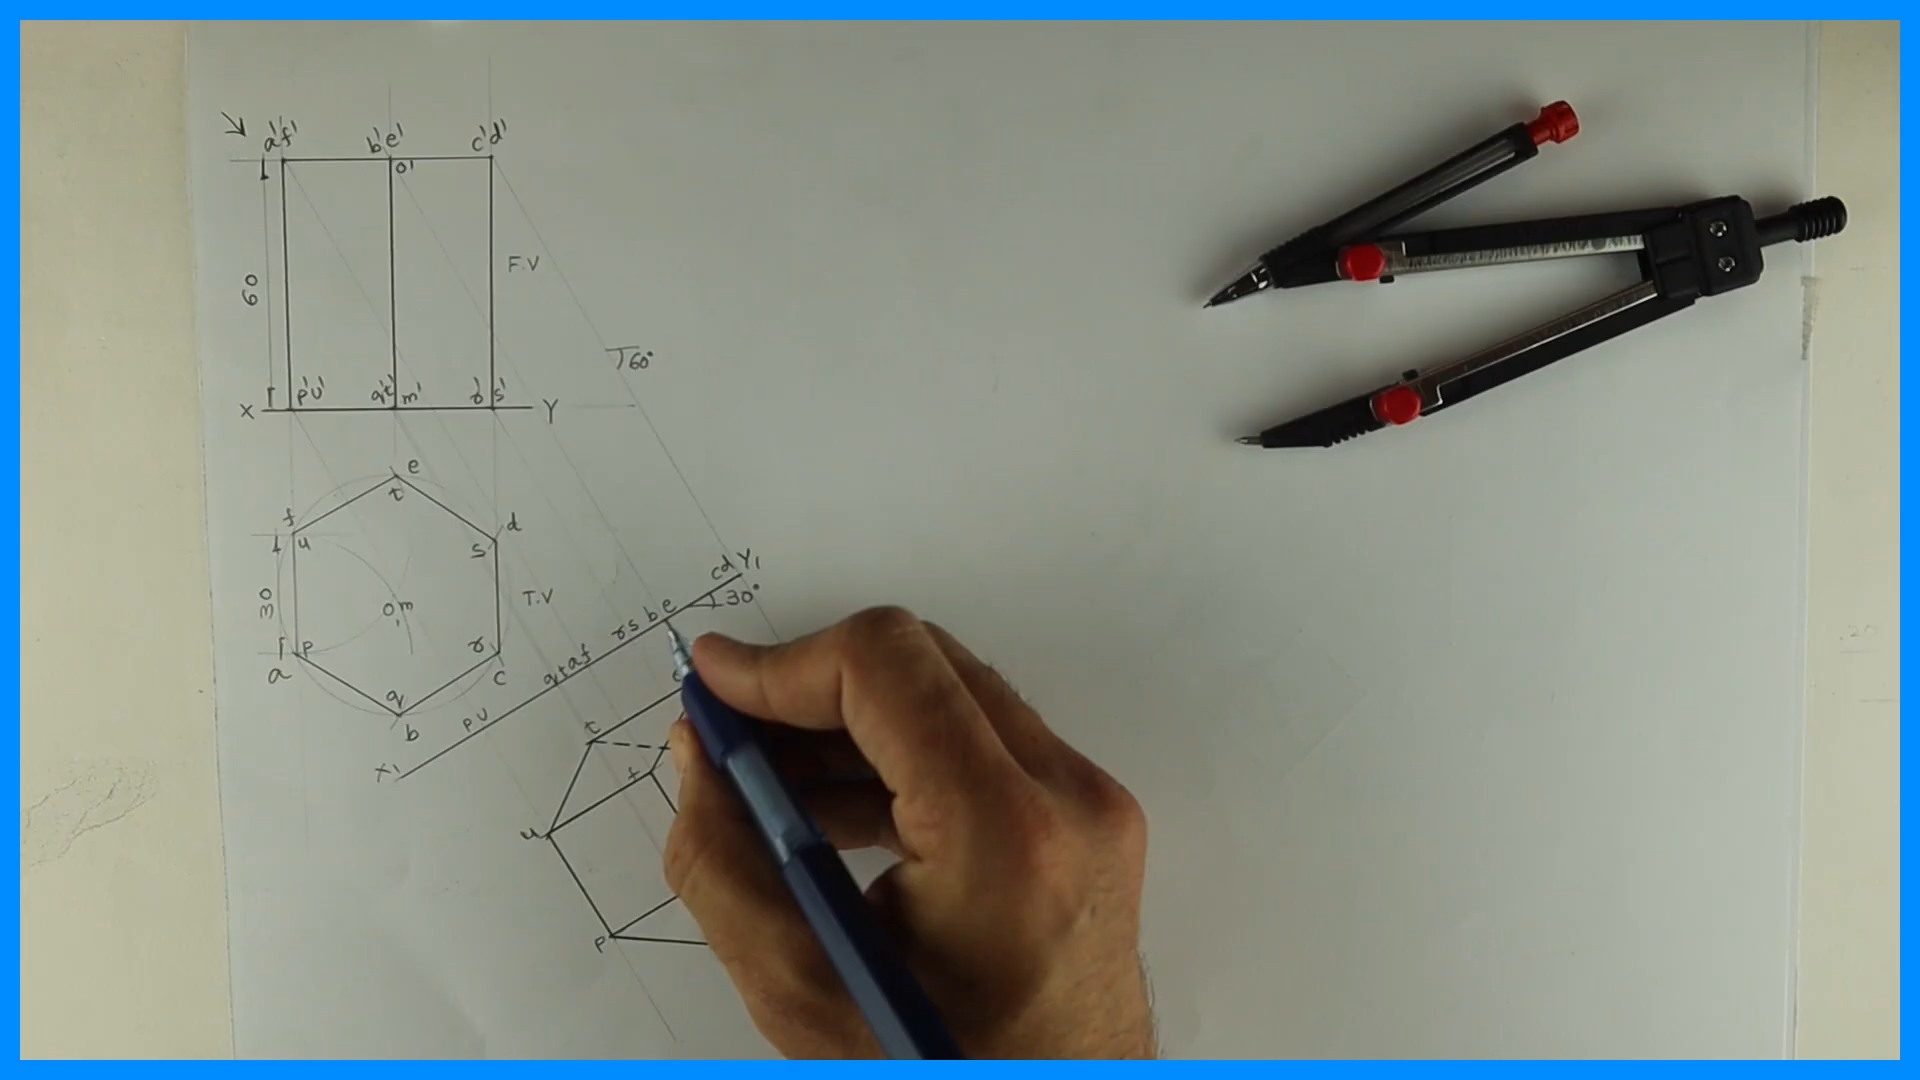 a'f' b'e' c'd'
o'
F.V
60
60°
p'u' q't' m' r' s'
X Y
e
t
f d
u s
30 o m T.V
p r
a c
q
b
cd Y₁
30°
rs be
qt af
pu
X₁
t
f
u
p